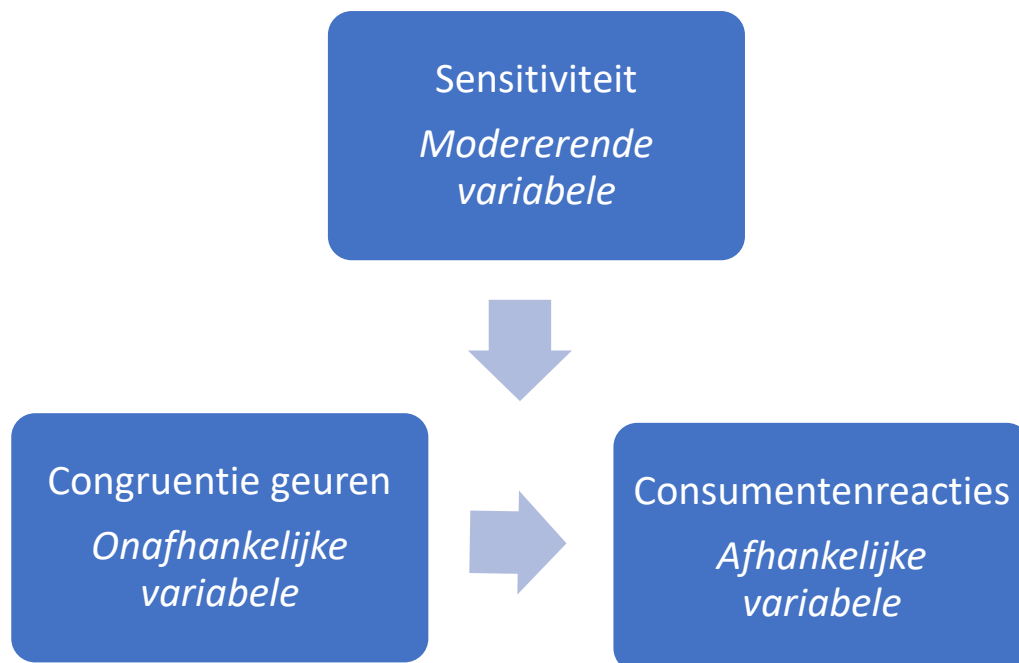 Sensitiviteit
Modererende
variabele
Congruentie geuren
Onafhankelijke
variabele
Consumentenreacties
Afhankelijke
variabele